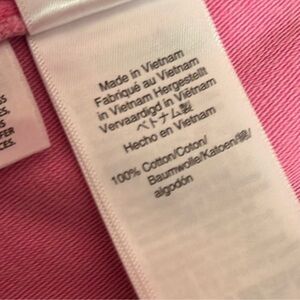 Made in Vietnam
Fabriqué au Vietnam
in Vietnam Hergestellt
Vervaardigd in Viëtnam
ベトナム製
Hecho en Vietnam
100% Cotton/Coton/
Baumwolle/Katoen/綿/
algodón